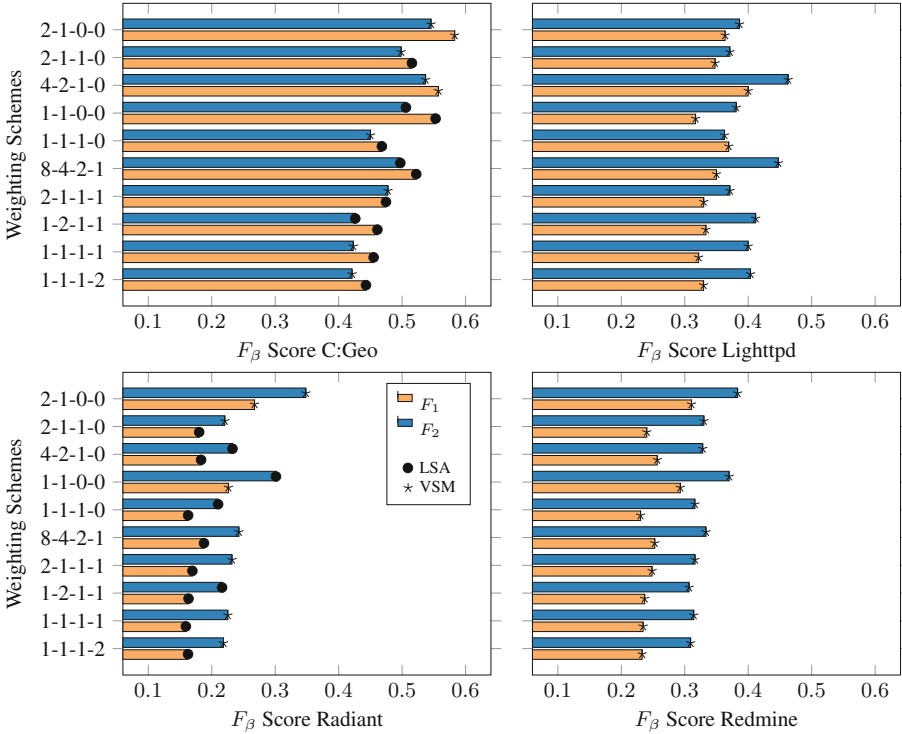 Weighting Schemes
2-1-0-0
2-1-1-0
4-2-1-0
1-1-0-0
1-1-1-0
8-4-2-1
2-1-1-1
1-2-1-1
1-1-1-1
1-1-1-2
0.1 0.2 0.3 0.4 0.5 0.6
Fβ Score C:Geo
0.1 0.2 0.3 0.4 0.5 0.6
Fβ Score Lighttpd
Weighting Schemes
2-1-0-0
2-1-1-0
4-2-1-0
1-1-0-0
1-1-1-0
8-4-2-1
2-1-1-1
1-2-1-1
1-1-1-1
1-1-1-2
F1
F2
LSA
VSM
0.1 0.2 0.3 0.4 0.5 0.6
Fβ Score Radiant
0.1 0.2 0.3 0.4 0.5 0.6
Fβ Score Redmine